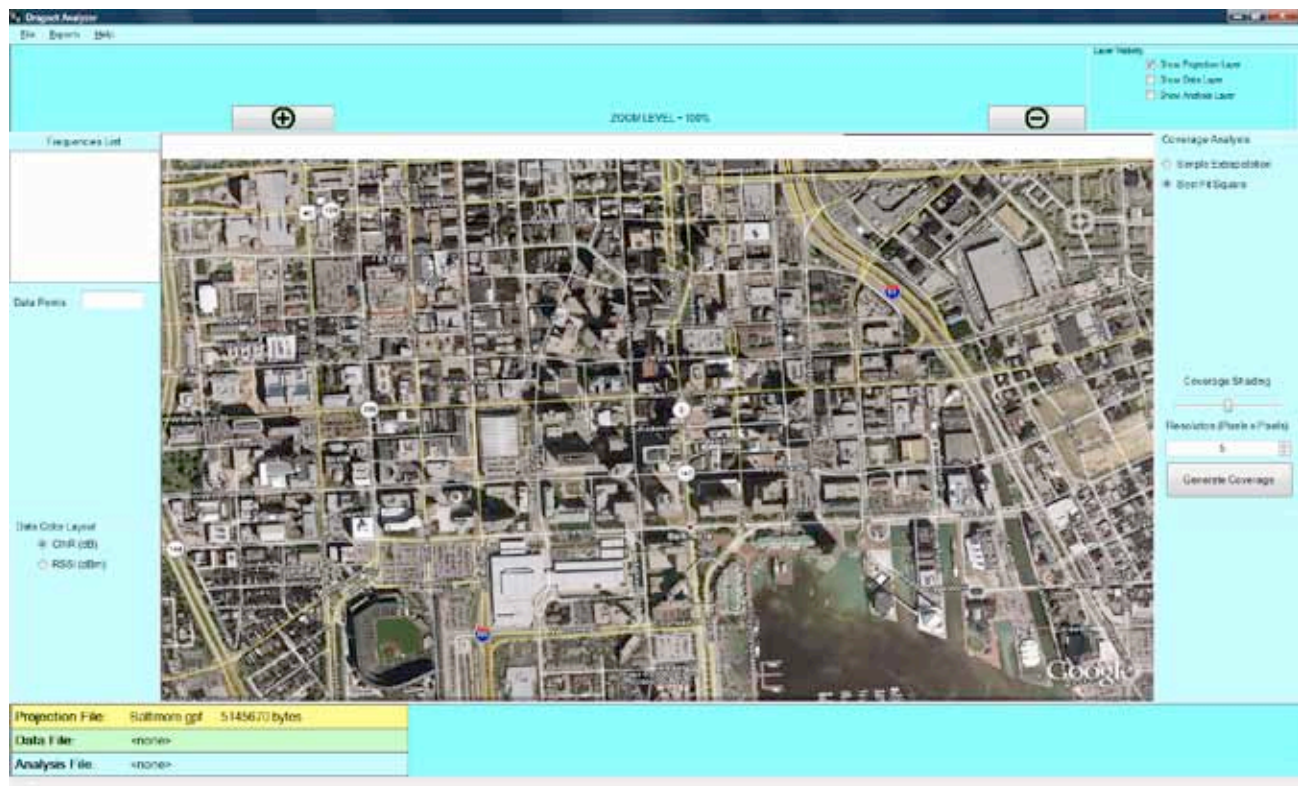 Dragnet Analyzer
File Reports Help
Layer Visibility
Show Projection Layer
Show Data Layer
Show Analysis Layer
ZOOM LEVEL - 100%
Frequencies List
Coverage Analysis
Simple Extrapolation
Best Fit Square
Data Points
Coverage Shading
Resolution (Pixels x Pixels)
5
Generate Coverage
Data Color Layout
CNR (dB)
RSSI (dBm)
Google
Projection File: Baltimore.gpf 5145670 bytes
Data File: <none>
Analysis File: <none>